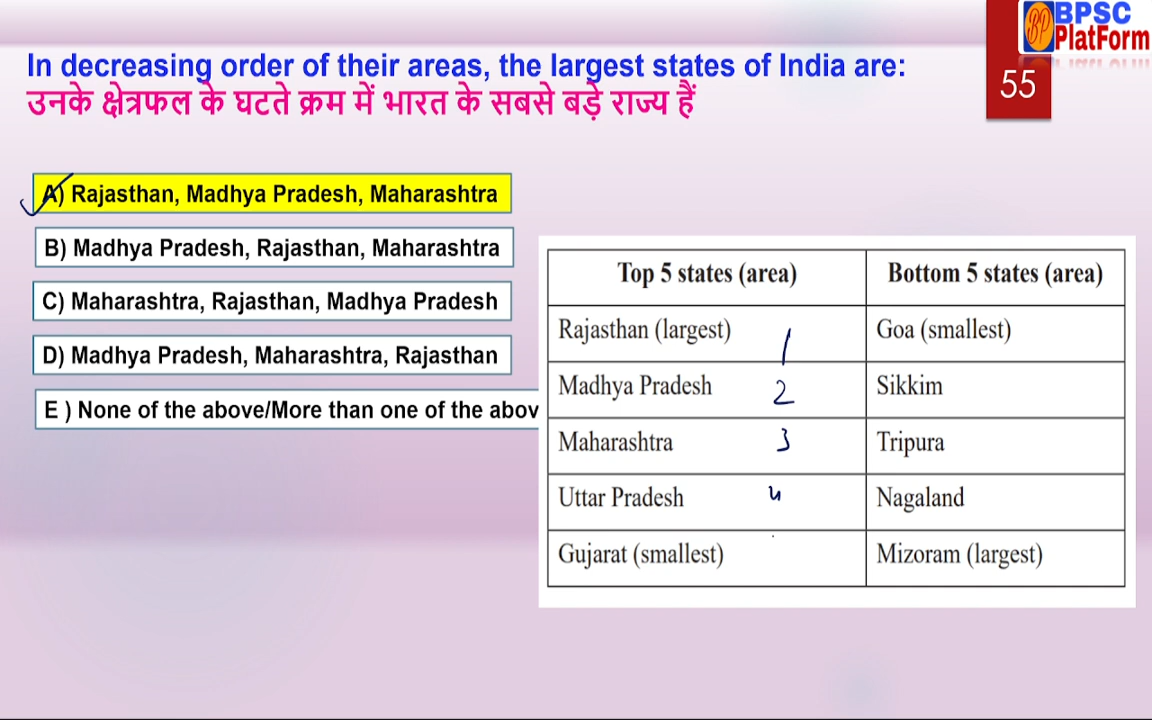 BPSC
PlatForm
BP
55
In decreasing order of their areas, the largest states of India are:
उनके क्षेत्रफल के घटते क्रम में भारत के सबसे बड़े राज्य हैं
A) Rajasthan, Madhya Pradesh, Maharashtra
B) Madhya Pradesh, Rajasthan, Maharashtra
C) Maharashtra, Rajasthan, Madhya Pradesh
D) Madhya Pradesh, Maharashtra, Rajasthan
E ) None of the above/More than one of the abov
Top 5 states (area) Bottom 5 states (area)
Rajasthan (largest) 1 Goa (smallest)
Madhya Pradesh 2 Sikkim
Maharashtra 3 Tripura
Uttar Pradesh 4 Nagaland
Gujarat (smallest) Mizoram (largest)